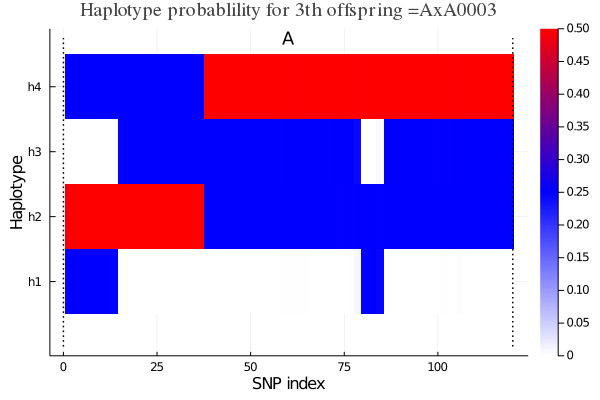 Haplotype probablility for 3th offspring =AxA0003
A
h4
h3
h2
h1
Haplotype
0
25
50
75
100
SNP index
0.50
0.45
0.40
0.35
0.30
0.25
0.20
0.15
0.10
0.05
0